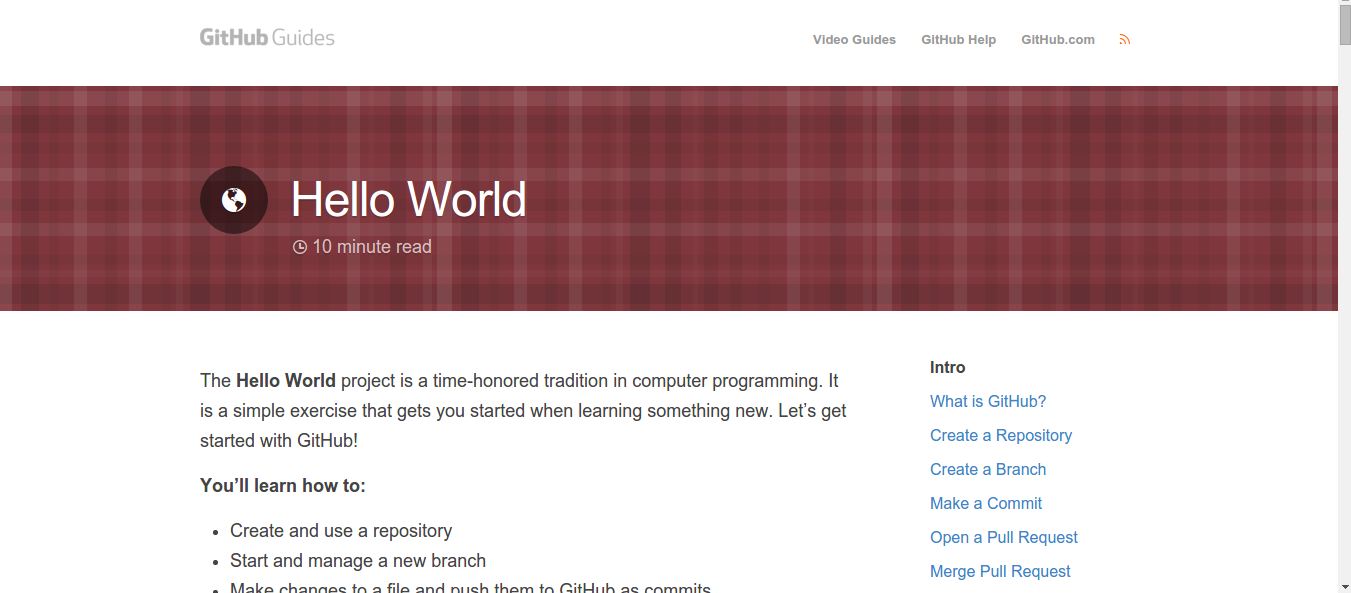 GitHub Guides
Video Guides GitHub Help GitHub.com
Hello World
10 minute read
The Hello World project is a time-honored tradition in computer programming. It
is a simple exercise that gets you started when learning something new. Let’s get
started with GitHub!
You’ll learn how to:
Create and use a repository
Start and manage a new branch
Make changes to a file and push them to GitHub as commits
Intro
What is GitHub?
Create a Repository
Create a Branch
Make a Commit
Open a Pull Request
Merge Pull Request